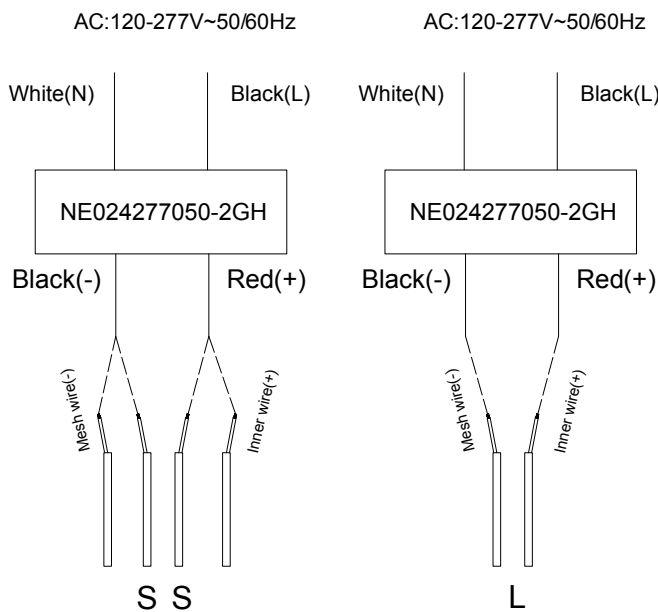 AC:120-277V~50/60Hz
White(N)
Black(L)
NE024277050-2GH
Black(-)
Red(+)
Mesh wire(-)
Inner wire(+)
S S
AC:120-277V~50/60Hz
White(N)
Black(L)
NE024277050-2GH
Black(-)
Red(+)
Mesh wire(-)
Inner wire(+)
L